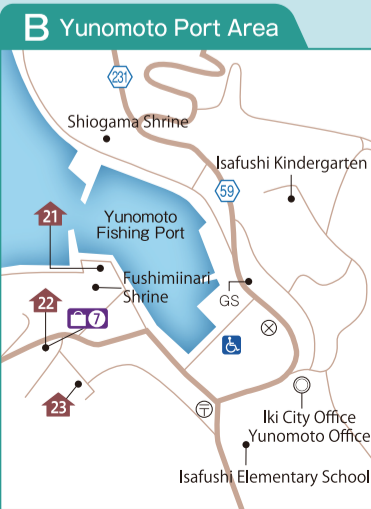 B Yunomoto Port Area
231
Shiogama Shrine
Isafushi Kindergarten
59
21
Yunomoto
Fishing Port
Fushimiinari
Shrine
GS
22
7
23
〒
Iki City Office
Yunomoto Office
Isafushi Elementary School